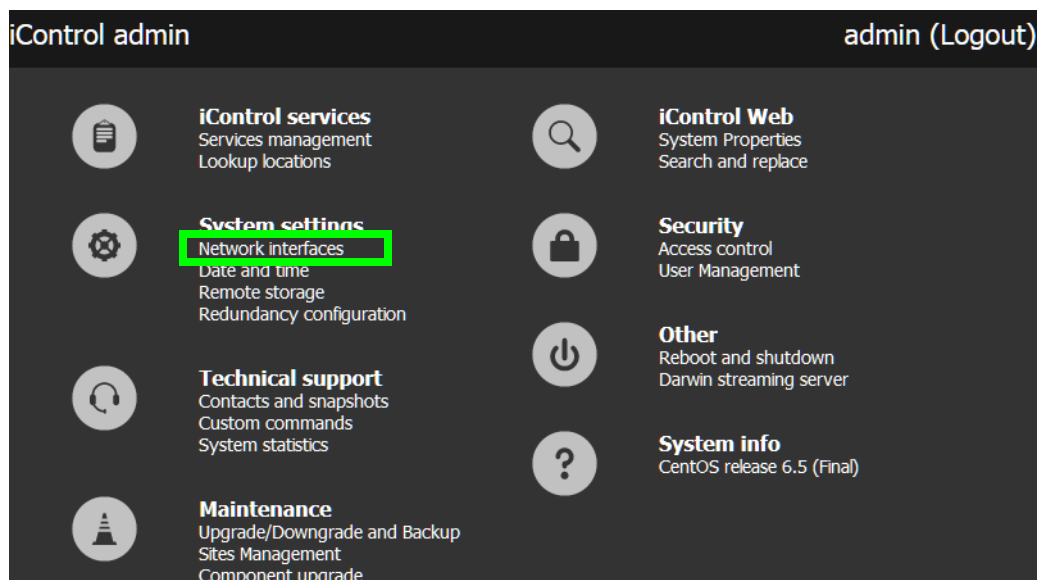 iControl admin
admin (Logout)
iControl services
Services management
Lookup locations
System settings
Network interfaces
Date and time
Remote storage
Redundancy configuration
Technical support
Contacts and snapshots
Custom commands
System statistics
Maintenance
Upgrade/Downgrade and Backup
Sites Management
Component upgrade
iControl Web
System Properties
Search and replace
Security
Access control
User Management
Other
Reboot and shutdown
Darwin streaming server
System info
CentOS release 6.5 (Final)